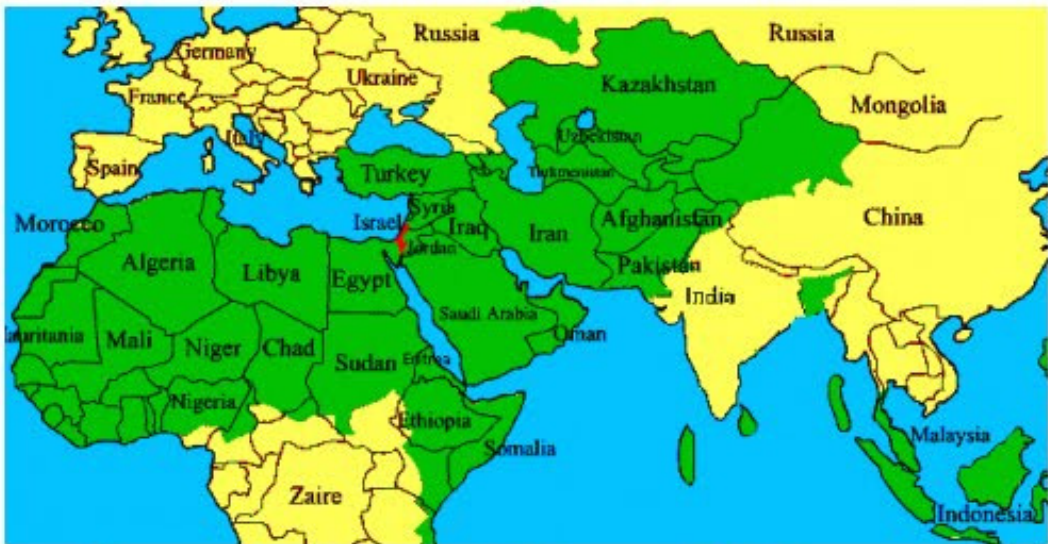 Russia
Russia
Germany
Ukraine
Kazakhstan
France
Mongolia
Italy
Uzbekistan
Spain
Turkey
Turkmenistan
Syria
Morocco
Israel
Iraq
Afghanistan
China
Jordan
Iran
Algeria
Libya
Egypt
Pakistan
India
Saudi Arabia
Oman
auritania
Mali
Niger
Chad
Sudan
Eritrea
Nigeria
Ethiopia
Malaysia
Somalia
Zaire
Indonesia